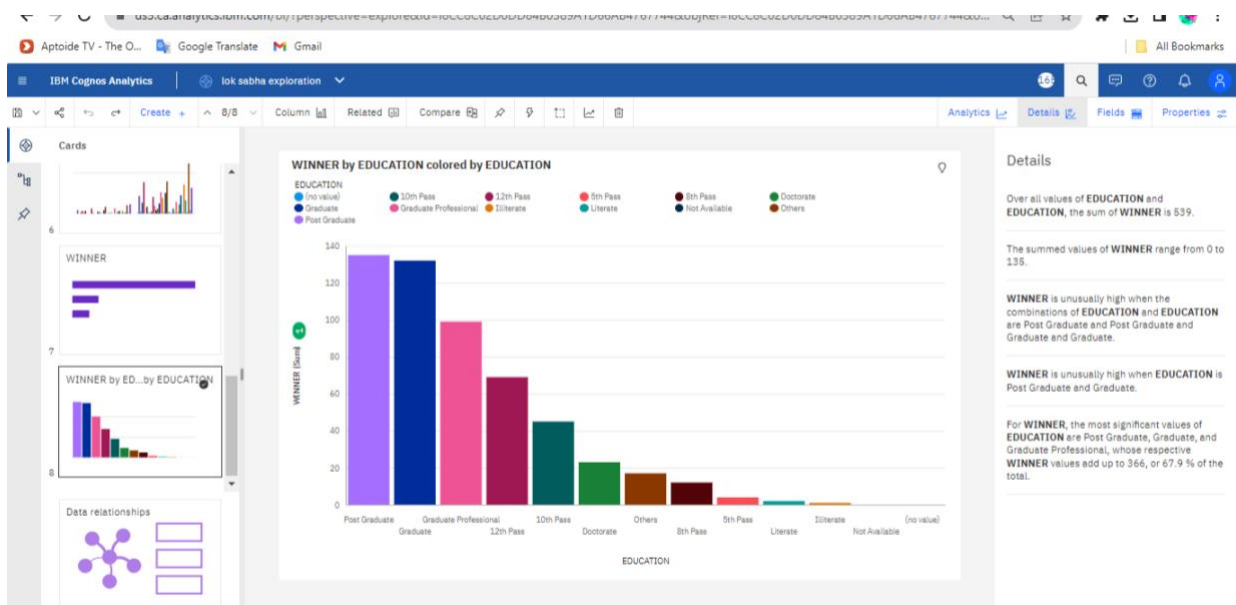 Aptoide TV - The O... Google Translate Gmail All Bookmarks
IBM Cognos Analytics lok sabha exploration
Create + 8/8 Column Related Compare Analytics Details Fields Properties
Cards
6
WINNER
7
WINNER by ED...by EDUCATION
8
Data relationships
WINNER by EDUCATION colored by EDUCATION
EDUCATION
(no value) 10th Pass 12th Pass 5th Pass 8th Pass Doctorate
Graduate Graduate Professional Illiterate Literate Not Available Others
Post Graduate
140
120
100
80
60
40
20
0
WINNER (Sum)
Post Graduate Graduate Professional 10th Pass Others 5th Pass Illiterate (no value)
Graduate 12th Pass Doctorate 8th Pass Literate Not Available
EDUCATION
Details
Over all values of EDUCATION and
EDUCATION, the sum of WINNER is 539.
The summed values of WINNER range from 0 to
135.
WINNER is unusually high when the
combinations of EDUCATION and EDUCATION
are Post Graduate and Post Graduate and
Graduate and Graduate.
WINNER is unusually high when EDUCATION is
Post Graduate and Graduate.
For WINNER, the most significant values of
EDUCATION are Post Graduate, Graduate, and
Graduate Professional, whose respective
WINNER values add up to 366, or 67.9 % of the
total.